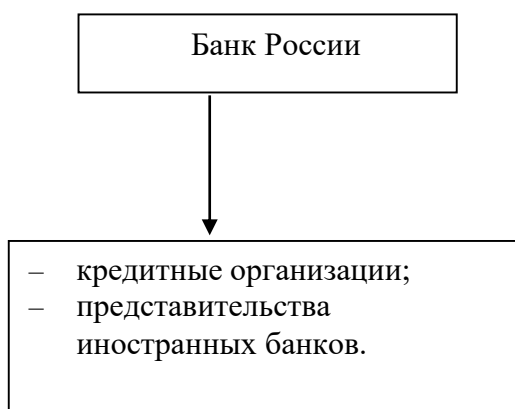 Банк России
– кредитные организации;
– представительства
иностранных банков.